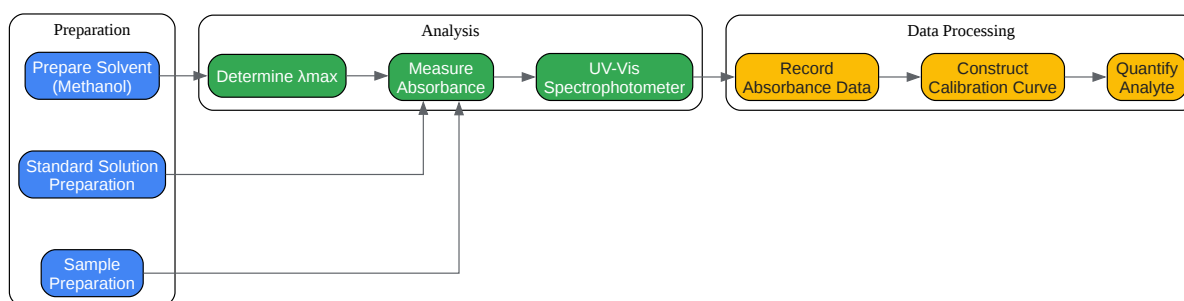 Preparation
Prepare Solvent
(Methanol)
Standard Solution
Preparation
Sample
Preparation
Analysis
Determine λmax
Measure
Absorbance
UV-Vis
Spectrophotometer
Data Processing
Record
Absorbance Data
Construct
Calibration Curve
Quantify
Analyte